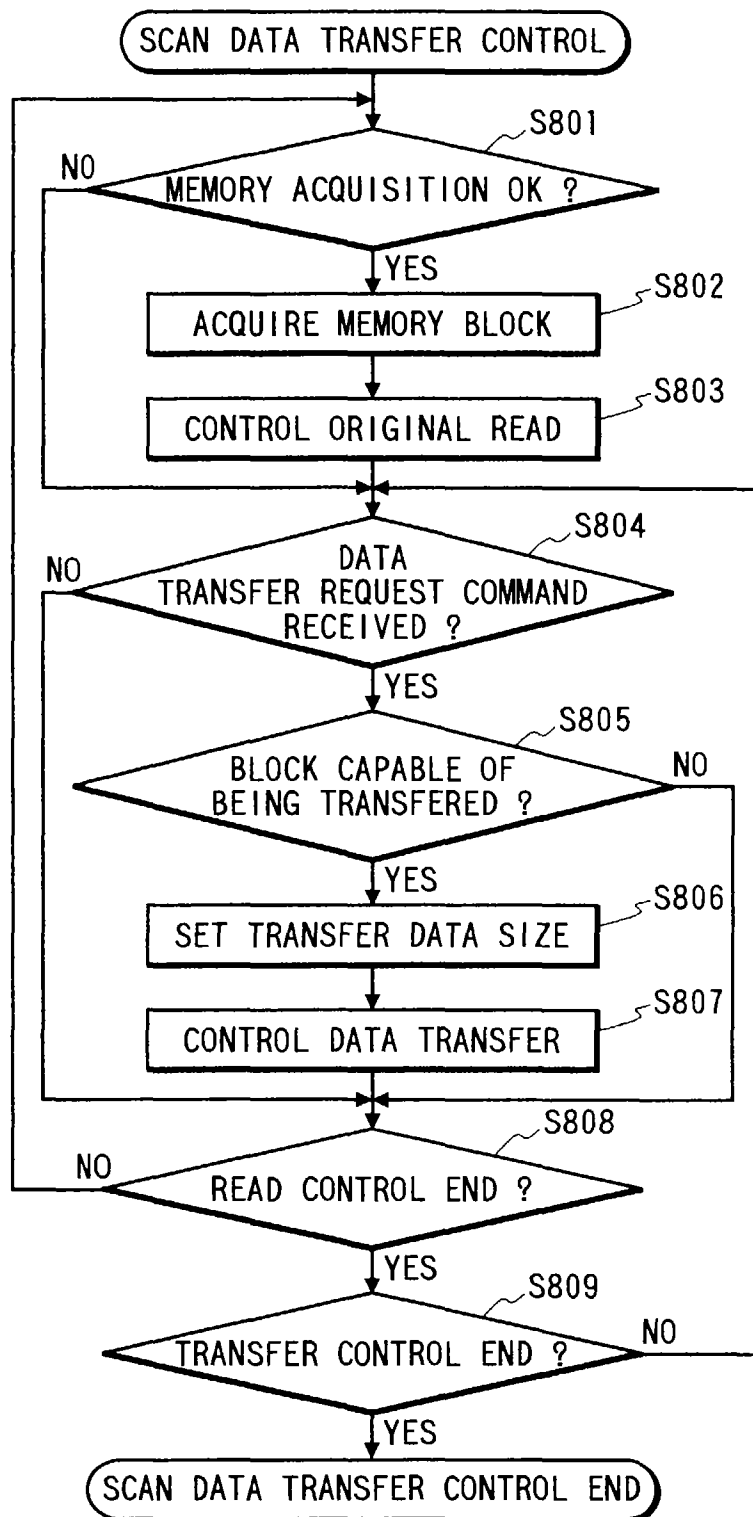 SCAN DATA TRANSFER CONTROL
S801
NO
MEMORY ACQUISITION OK ?
YES
S802
ACQUIRE MEMORY BLOCK
S803
CONTROL ORIGINAL READ
S804
NO
DATA
TRANSFER REQUEST COMMAND
RECEIVED ?
YES
S805
BLOCK CAPABLE OF
BEING TRANSFERED ?
NO
YES
S806
SET TRANSFER DATA SIZE
S807
CONTROL DATA TRANSFER
S808
NO
READ CONTROL END ?
YES
S809
TRANSFER CONTROL END ?
NO
YES
SCAN DATA TRANSFER CONTROL END